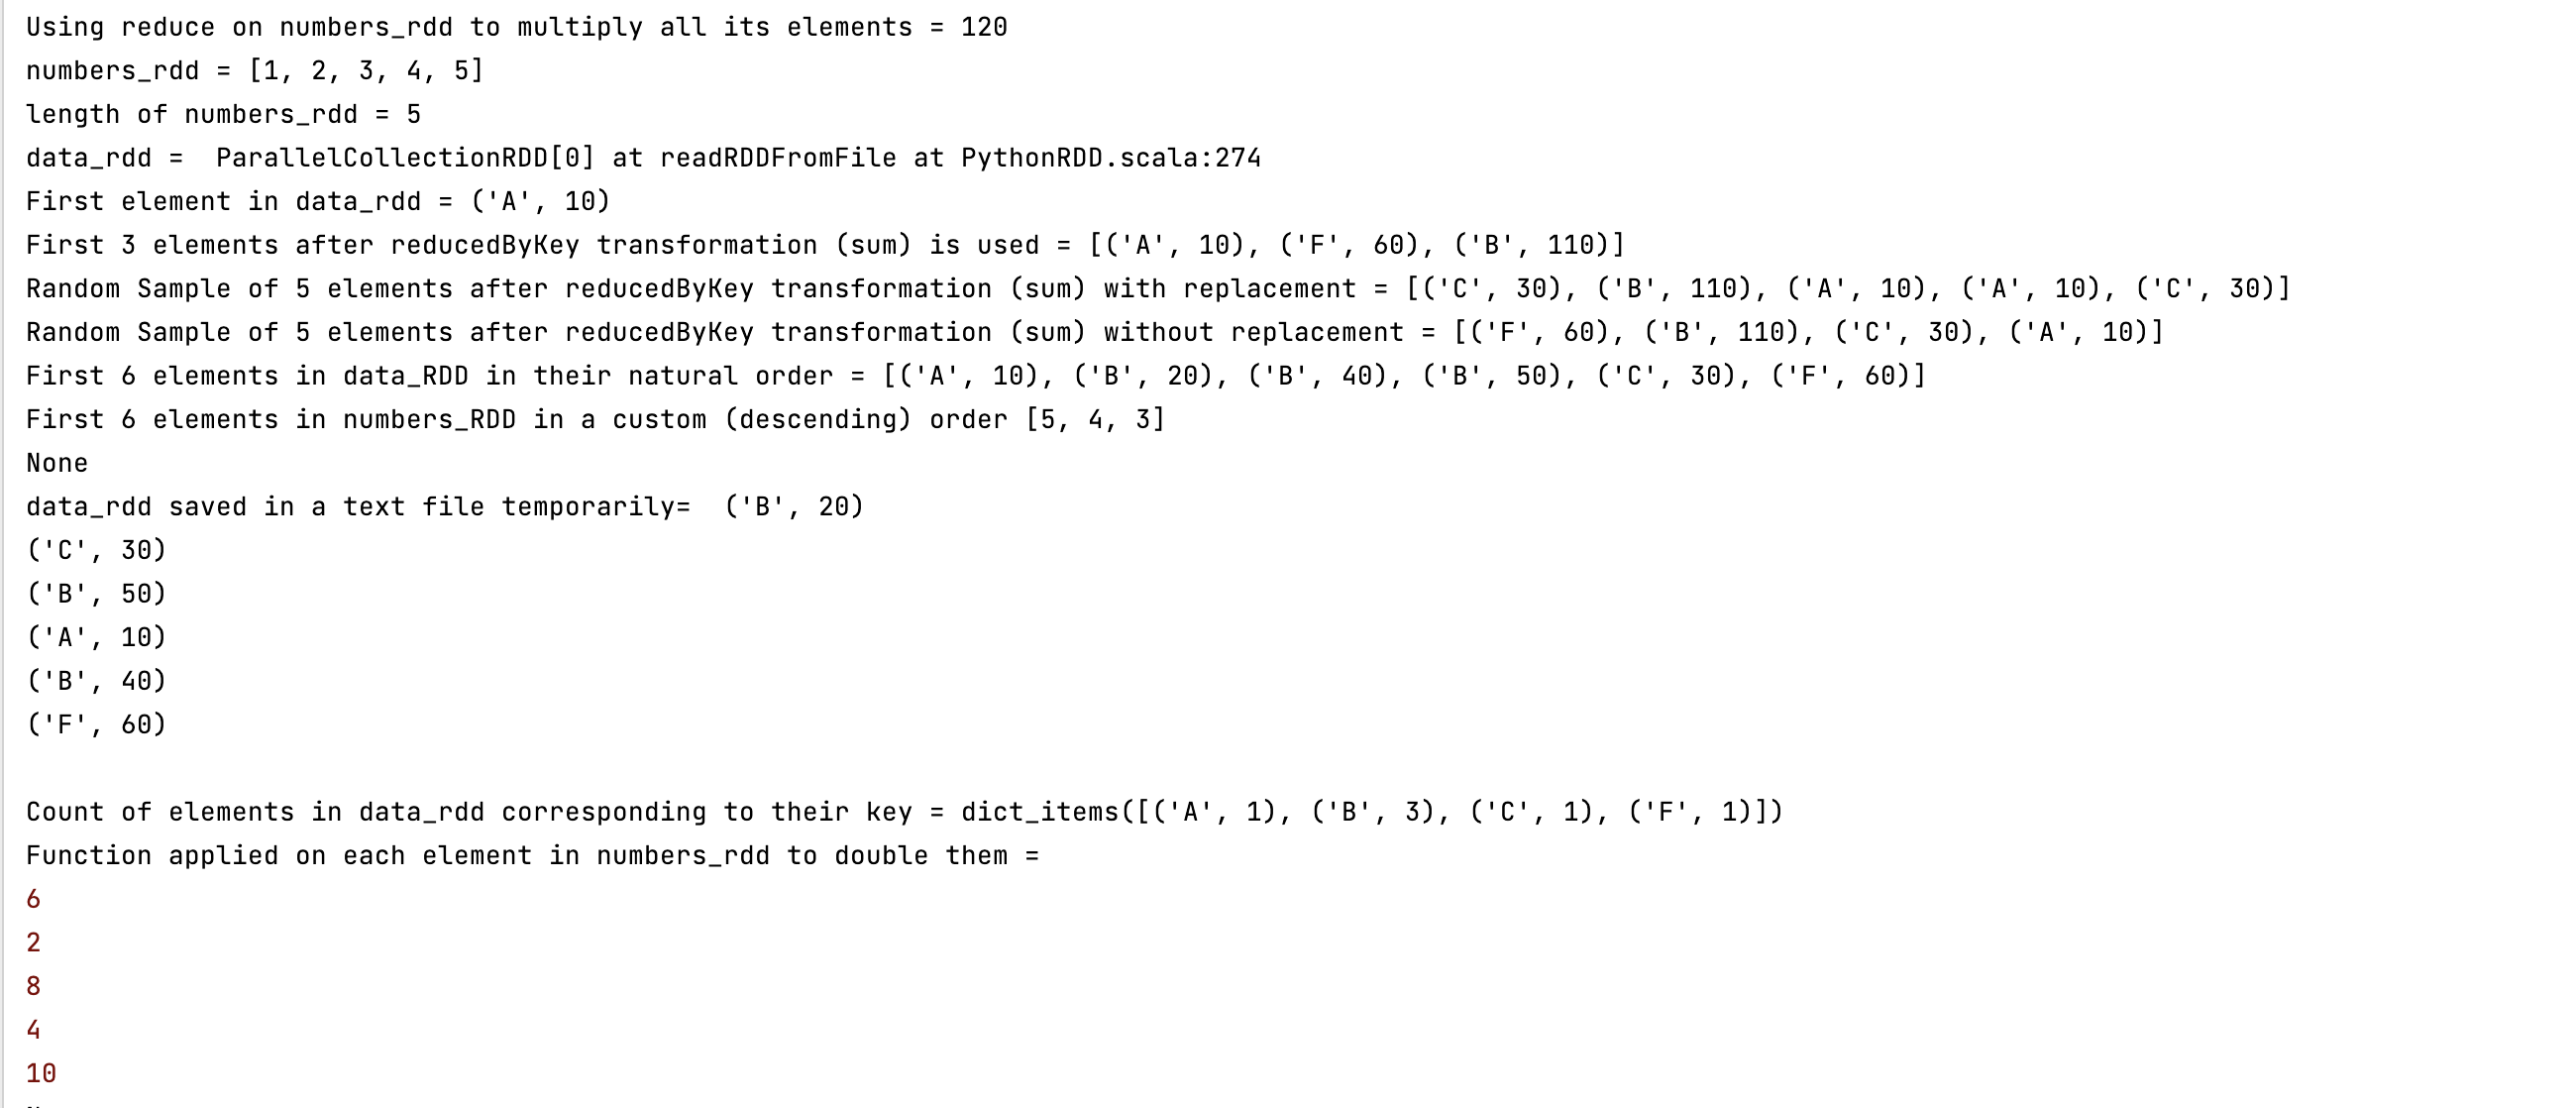 Using reduce on numbers_rdd to multiply all its elements = 120
numbers_rdd = [1, 2, 3, 4, 5]
length of numbers_rdd = 5
data_rdd =  ParallelCollectionRDD[0] at readRDDFromFile at PythonRDD.scala:274
First element in data_rdd = ('A', 10)
First 3 elements after reducedByKey transformation (sum) is used = [('A', 10), ('F', 60), ('B', 110)]
Random Sample of 5 elements after reducedByKey transformation (sum) with replacement = [('C', 30), ('B', 110), ('A', 10), ('A', 10), ('C', 30)]
Random Sample of 5 elements after reducedByKey transformation (sum) without replacement = [('F', 60), ('B', 110), ('C', 30), ('A', 10)]
First 6 elements in data_RDD in their natural order = [('A', 10), ('B', 20), ('B', 40), ('B', 50), ('C', 30), ('F', 60)]
First 6 elements in numbers_RDD in a custom (descending) order [5, 4, 3]
None
data_rdd saved in a text file temporarily=  ('B', 20)
('C', 30)
('B', 50)
('A', 10)
('B', 40)
('F', 60)
Count of elements in data_rdd corresponding to their key = dict_items([('A', 1), ('B', 3), ('C', 1), ('F', 1)])
Function applied on each element in numbers_rdd to double them =
6
2
8
4
10